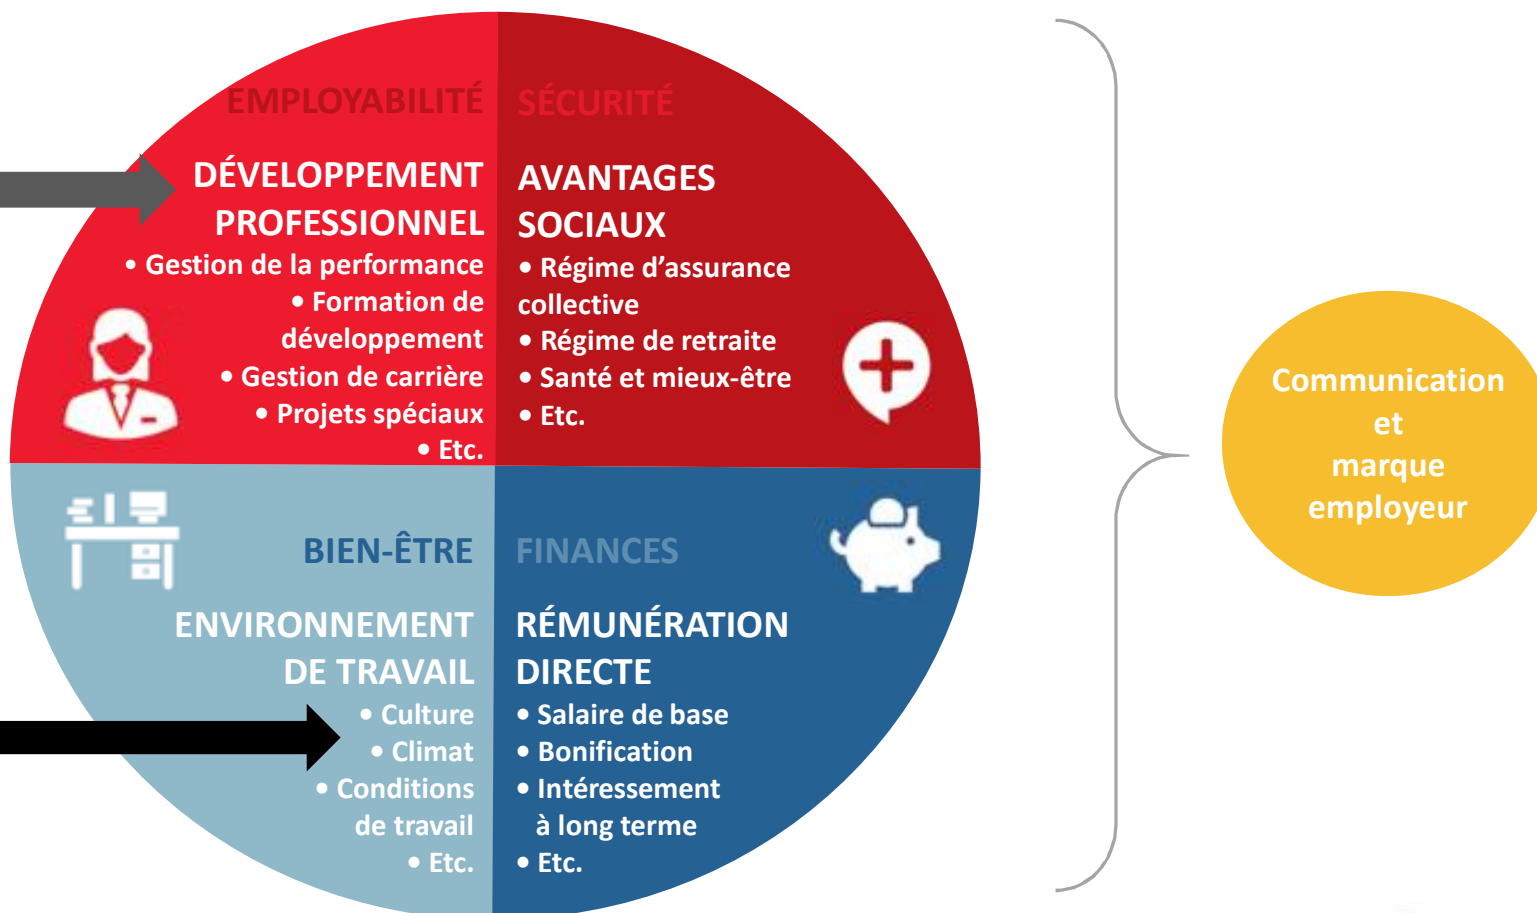 EMPLOYABILITÉ
DÉVELOPPEMENT
PROFESSIONNEL
• Gestion de la performance
• Formation de
développement
• Gestion de carrière
• Projets spéciaux
• Etc.
SÉCURITÉ
AVANTAGES
SOCIAUX
• Régime d’assurance
collective
• Régime de retraite
• Santé et mieux-être
• Etc.
BIEN-ÊTRE
ENVIRONNEMENT
DE TRAVAIL
• Culture
• Climat
• Conditions
de travail
• Etc.
FINANCES
RÉMUNÉRATION
DIRECTE
• Salaire de base
• Bonification
• Intéressement
à long terme
• Etc.
Communication
et
marque
employeur